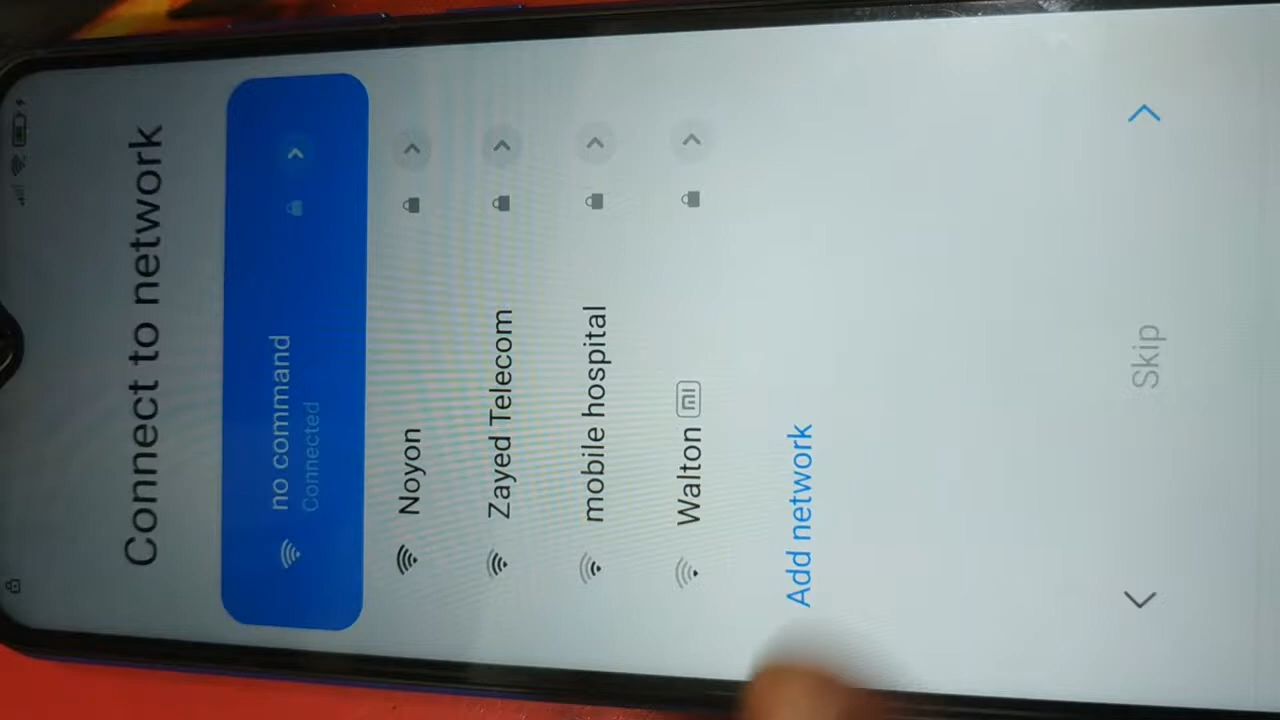 Connect to network
no command
Connected
Noyon
Zayed Telecom
mobile hospital
Walton
Add network
Skip